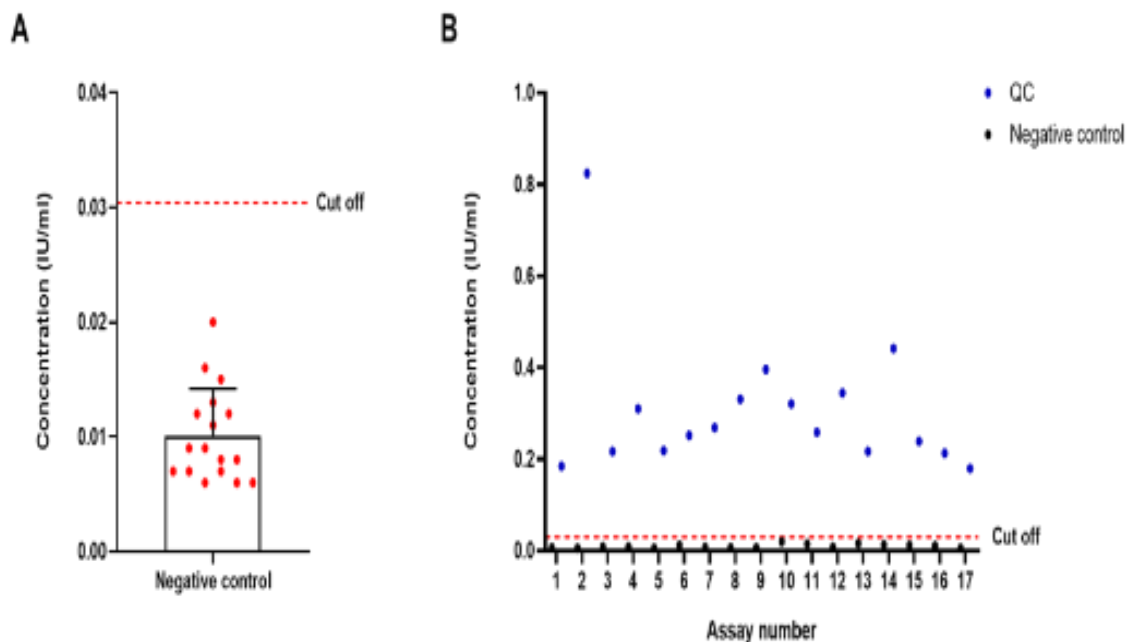 A
Concentration (IU/ml)
0.04
0.03
0.02
0.01
0.00
Cut off
Negative control
B
Concentration (IU/ml)
1.0
0.8
0.6
0.4
0.2
0.0
QC
Negative control
Cut off
1 2 3 4 5 6 7 8 9 10 11 12 13 14 15 16 17
Assay number